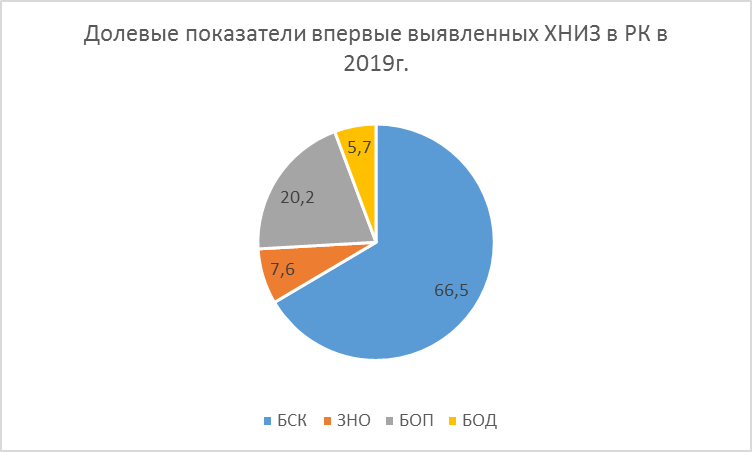 Долевые показатели впервые выявленных ХНИЗ в РК в
2019г.
5,7
20,2
7,6
66,5
БСК ЗНО БОП БОД